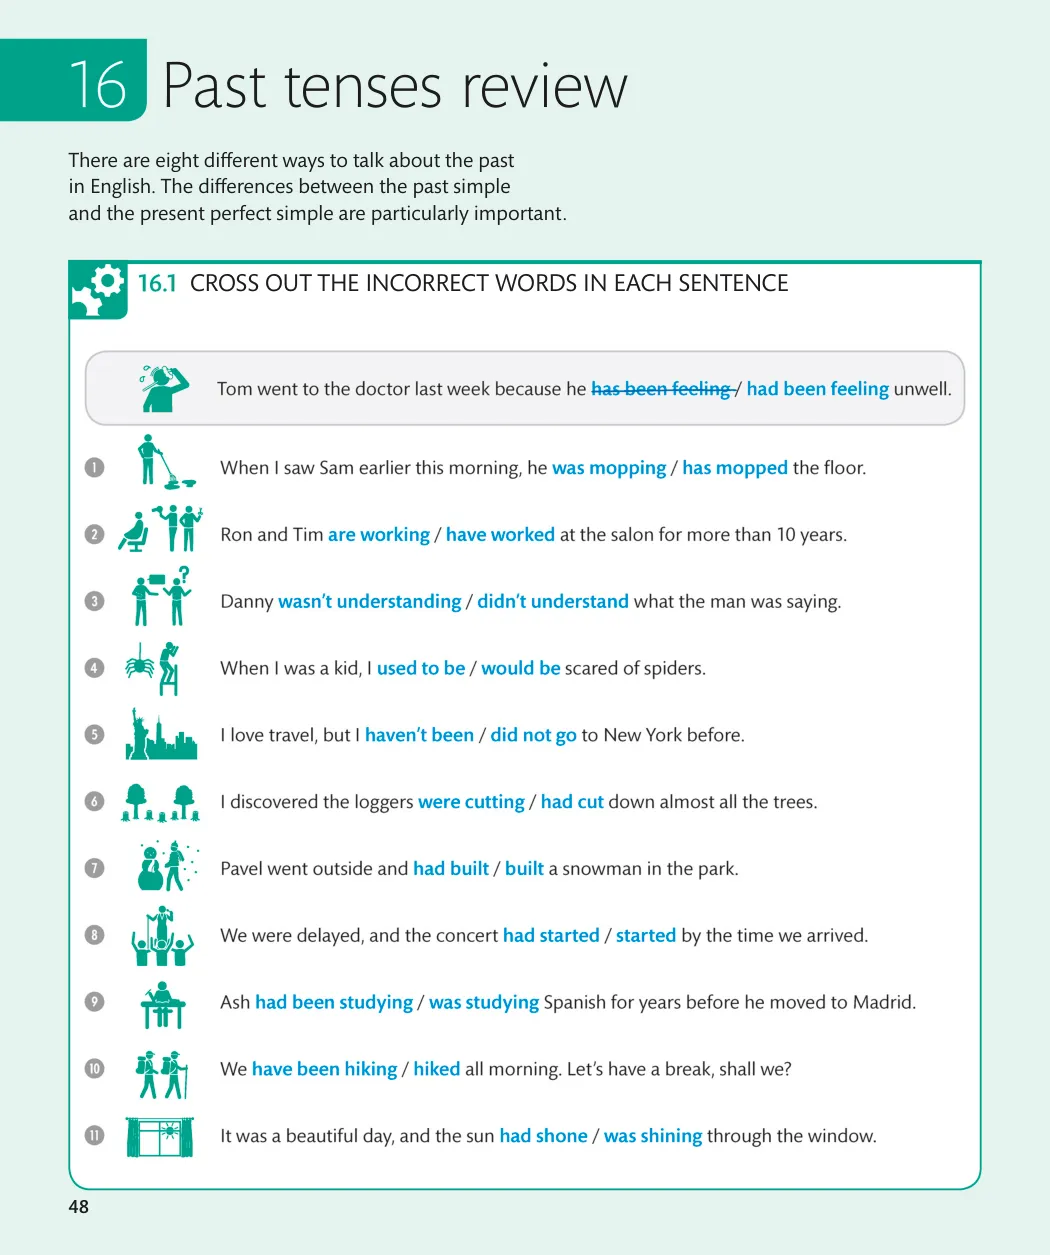 16 Past tenses review
There are eight different ways to talk about the past
in English. The differences between the past simple
and the present perfect simple are particularly important.
16.1 CROSS OUT THE INCORRECT WORDS IN EACH SENTENCE
Tom went to the doctor last week because he has been feeling / had been feeling unwell.
1 When I saw Sam earlier this morning, he was mopping / has mopped the floor.
2 Ron and Tim are working / have worked at the salon for more than 10 years.
?
3 Danny wasn’t understanding / didn’t understand what the man was saying.
4 When I was a kid, I used to be / would be scared of spiders.
5 I love travel, but I haven’t been / did not go to New York before.
6 I discovered the loggers were cutting / had cut down almost all the trees.
7 Pavel went outside and had built / built a snowman in the park.
8 We were delayed, and the concert had started / started by the time we arrived.
9 Ash had been studying / was studying Spanish for years before he moved to Madrid.
10 We have been hiking / hiked all morning. Let’s have a break, shall we?
11 It was a beautiful day, and the sun had shone / was shining through the window.
48